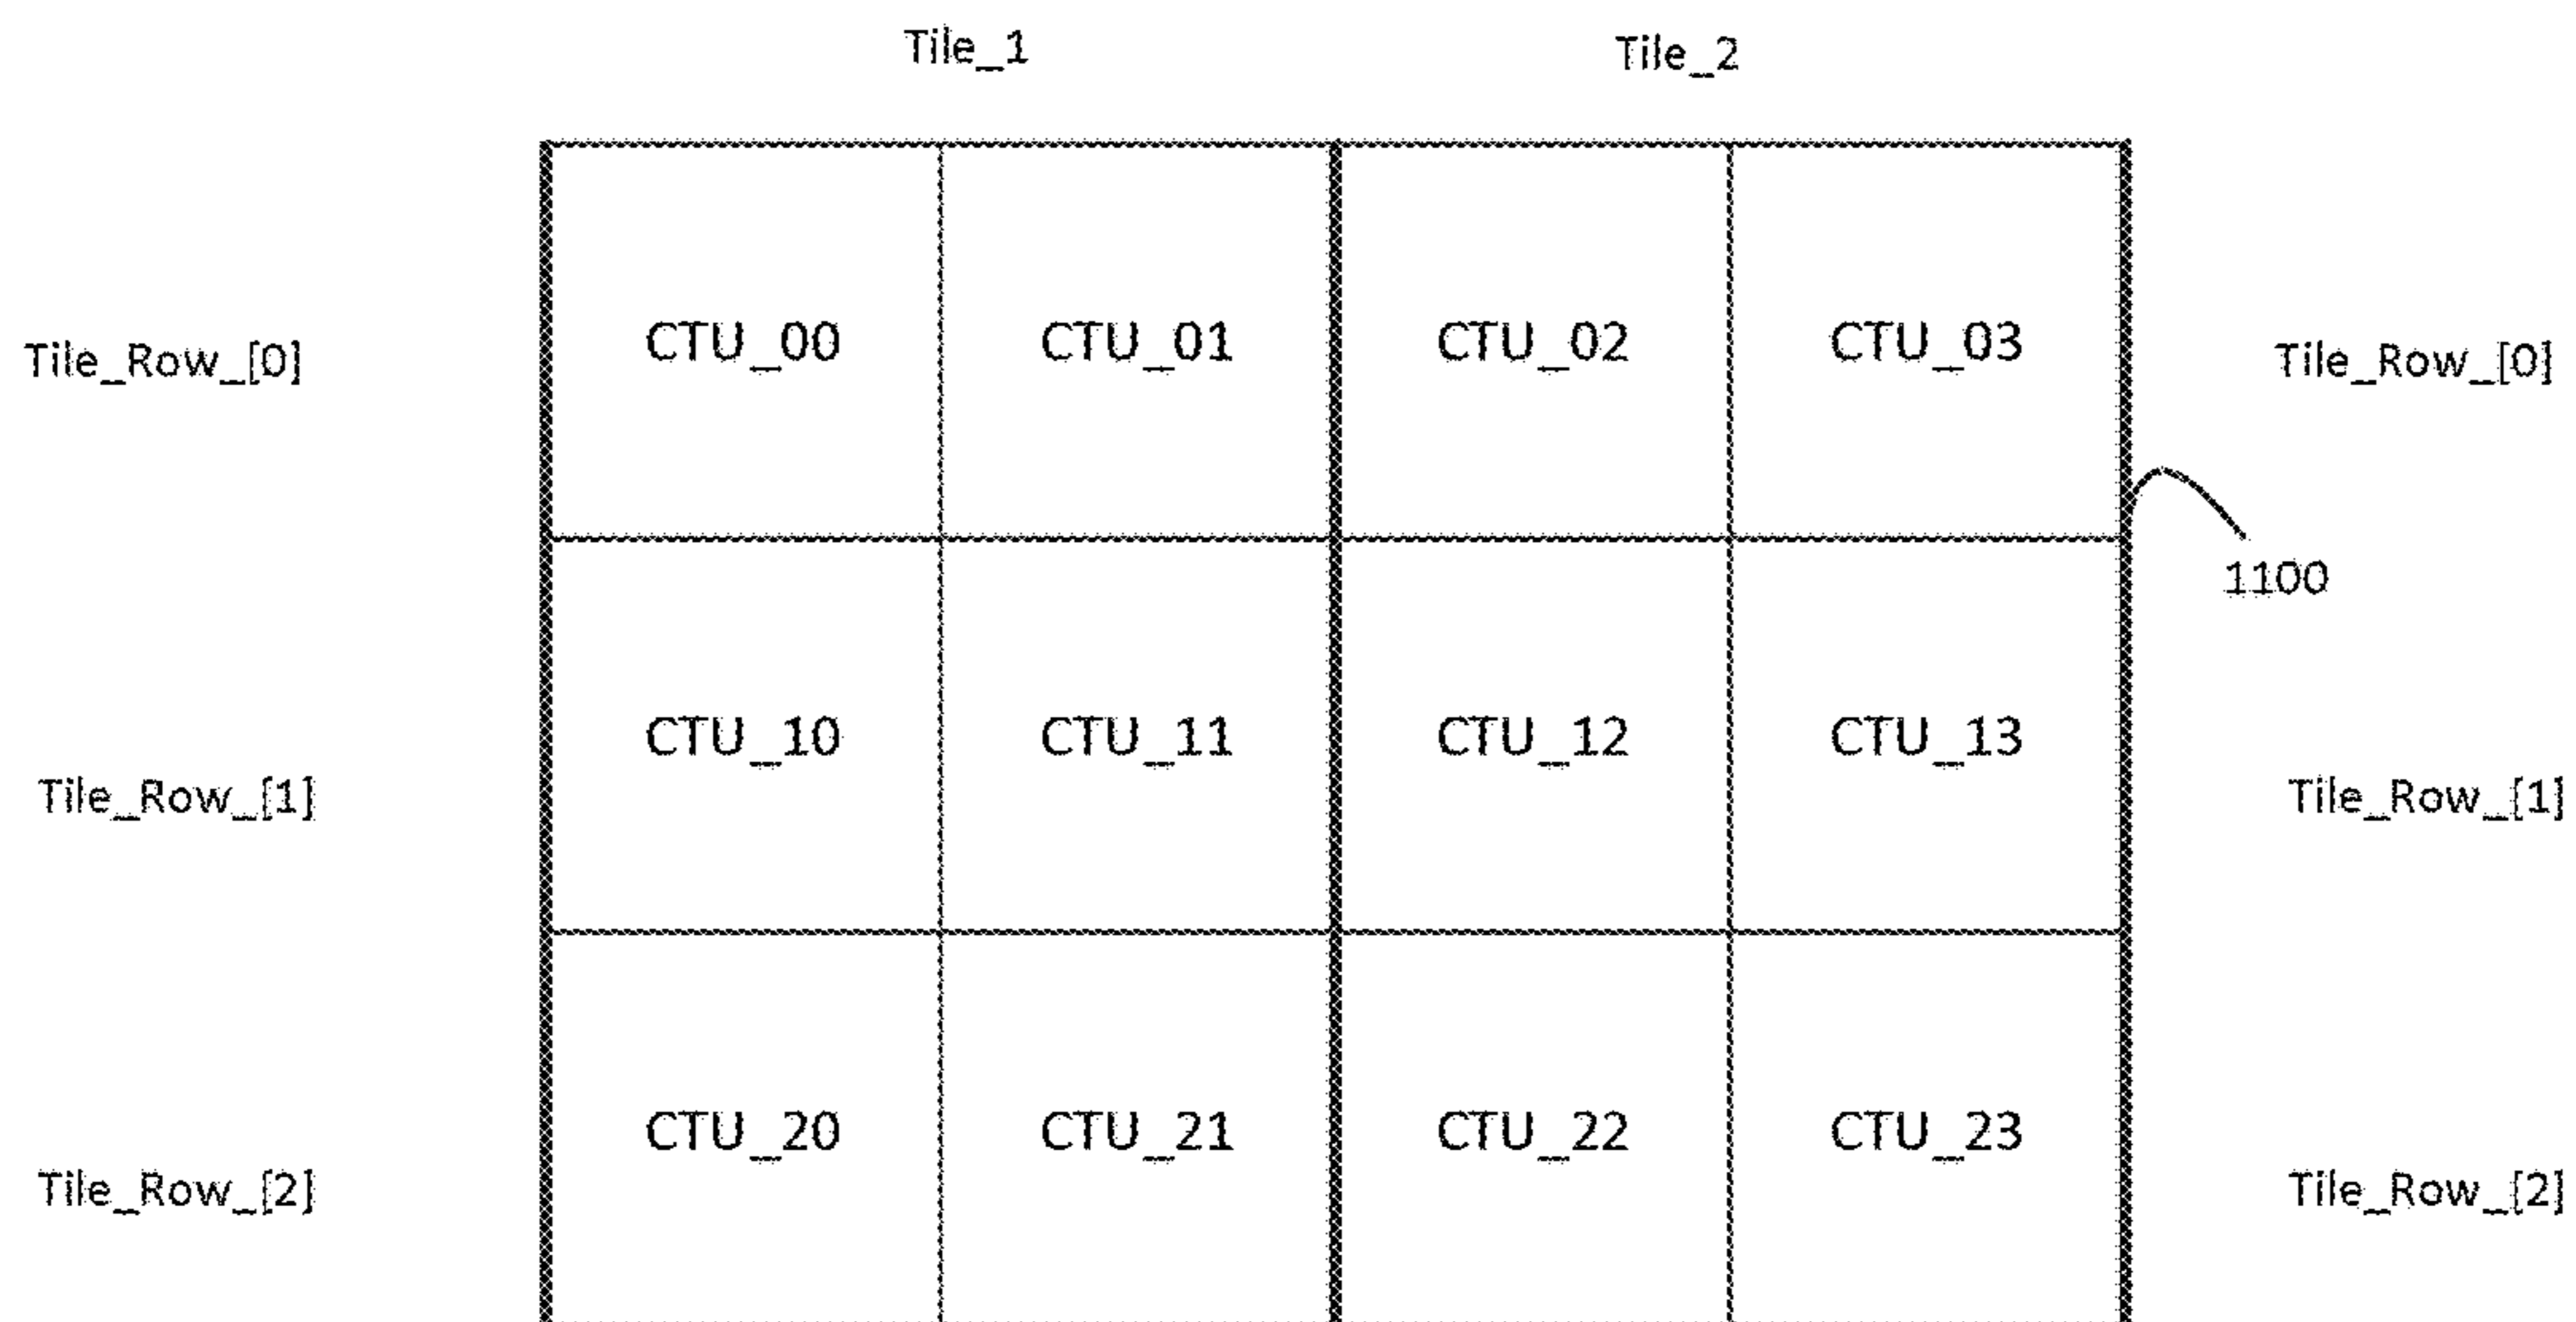 Tile_1 Tile_2
Tile_Row_[0] CTU_00 CTU_01 CTU_02 CTU_03 Tile_Row_[0]
1100
Tile_Row_[1] CTU_10 CTU_11 CTU_12 CTU_13 Tile_Row_[1]
Tile_Row_[2] CTU_20 CTU_21 CTU_22 CTU_23 Tile_Row_[2]